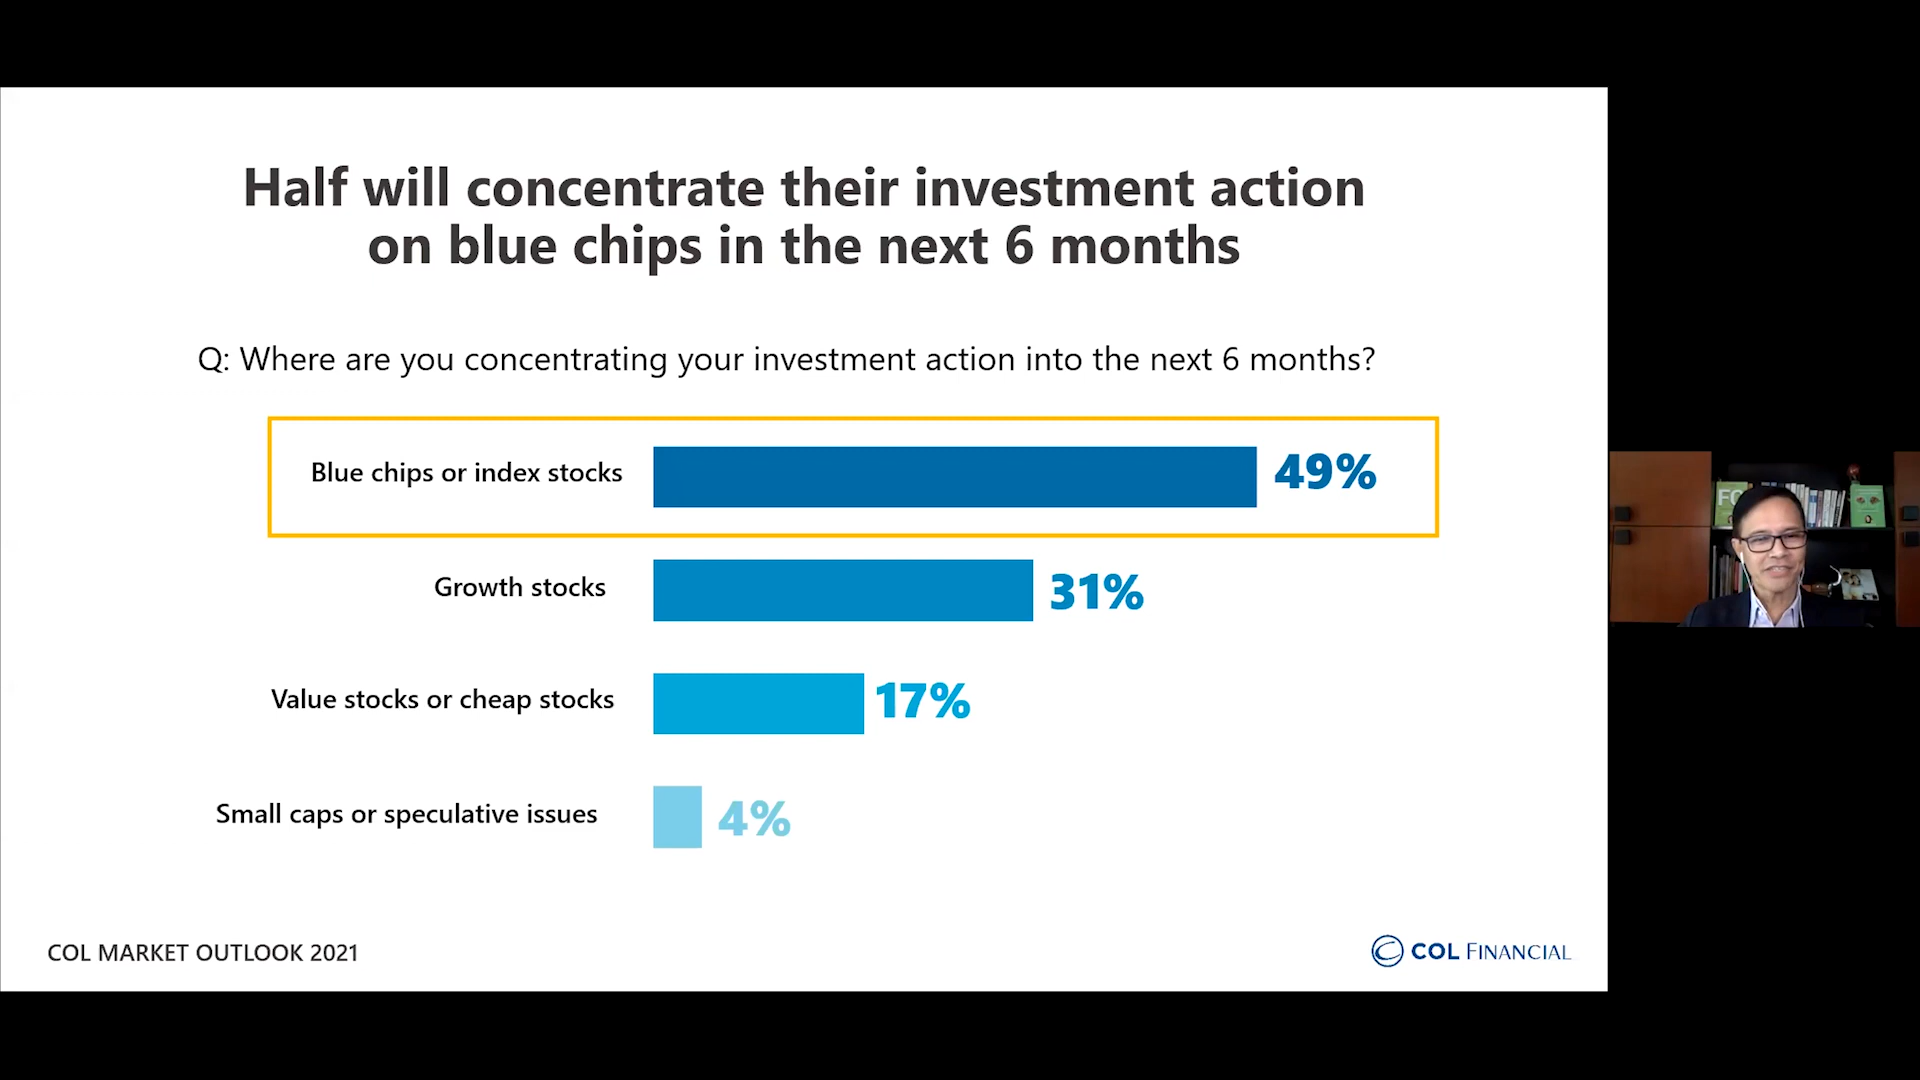 Half will concentrate their investment action
on blue chips in the next 6 months
Q: Where are you concentrating your investment action into the next 6 months?
Blue chips or index stocks 49%
Growth stocks 31%
Value stocks or cheap stocks 17%
Small caps or speculative issues 4%
COL MARKET OUTLOOK 2021
COL FINANCIAL